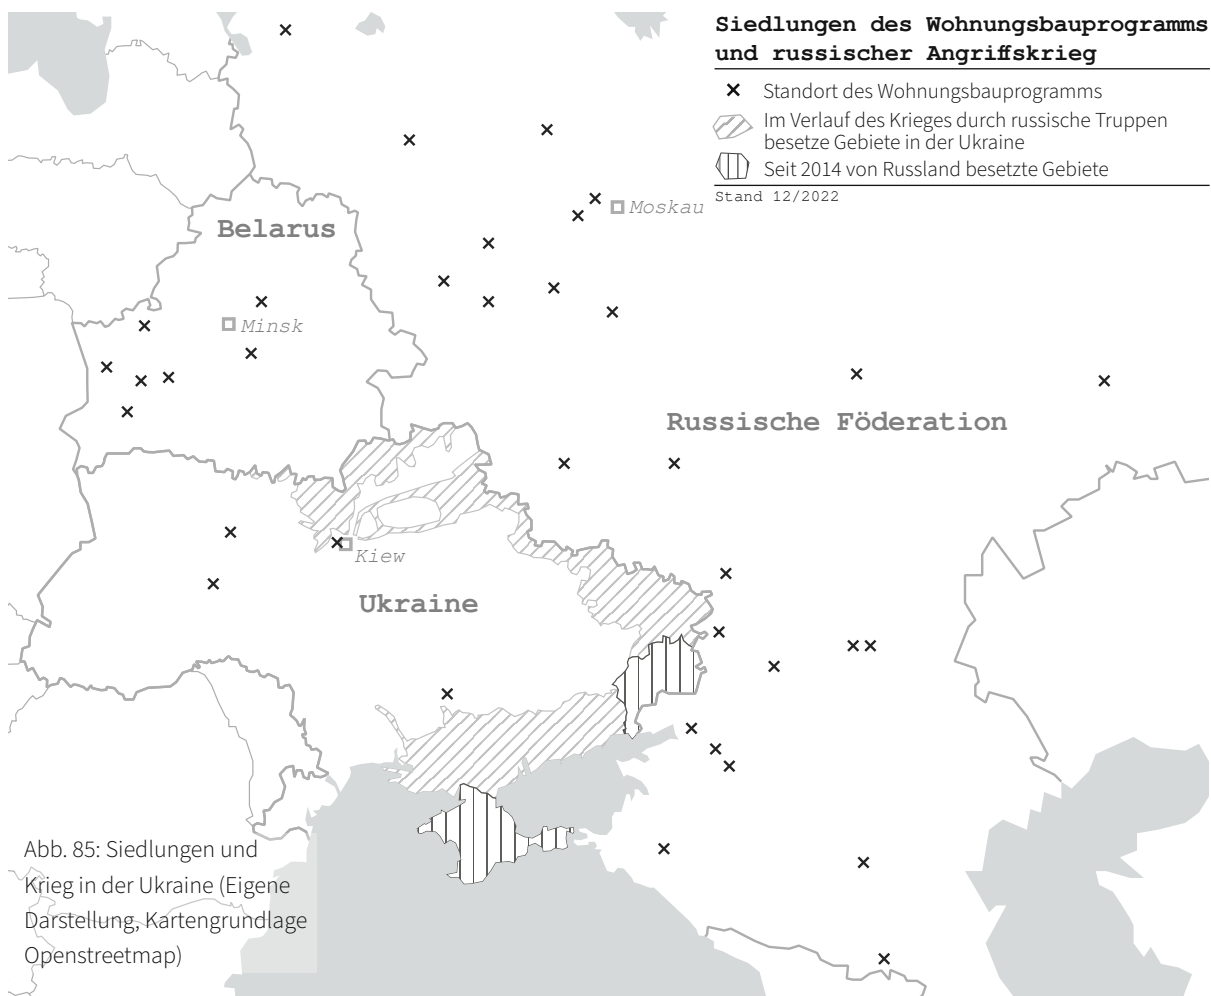 Siedlungen des Wohnungsbauprogramms
und russischer Angriffskrieg
Standort des Wohnungsbauprogramms
Im Verlauf des Krieges durch russische Truppen
besetze Gebiete in der Ukraine
Seit 2014 von Russland besetzte Gebiete
Stand 12/2022
Moskau
Belarus
Minsk
Russische Föderation
Kiew
Ukraine
Abb. 85: Siedlungen und
Krieg in der Ukraine (Eigene
Darstellung, Kartengrundlage
Openstreetmap)